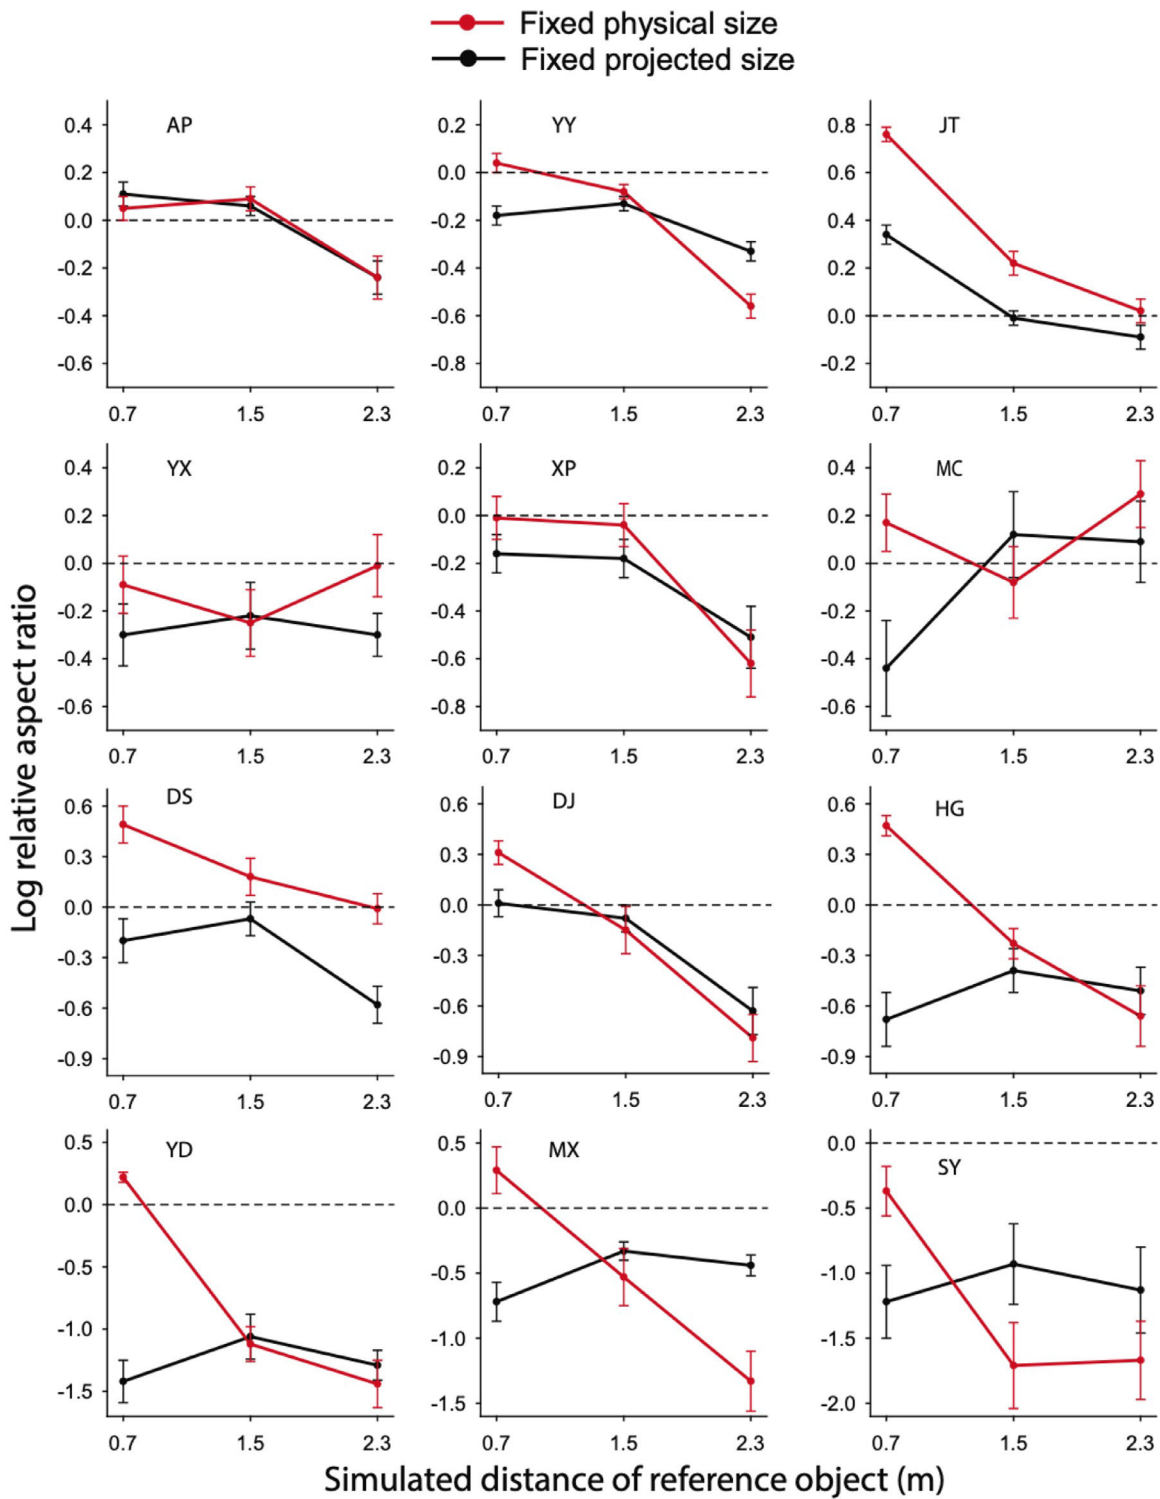 Fixed physical size
Fixed projected size
AP
0.4
0.2
0.0
-0.2
-0.4
-0.6
0.7 1.5 2.3
YY
0.2
0.0
-0.2
-0.4
-0.6
-0.8
0.7 1.5 2.3
JT
0.8
0.6
0.4
0.2
0.0
-0.2
0.7 1.5 2.3
YX
0.4
0.2
0.0
-0.2
-0.4
-0.6
0.7 1.5 2.3
XP
0.2
0.0
-0.2
-0.4
-0.6
-0.8
0.7 1.5 2.3
MC
0.4
0.2
0.0
-0.2
-0.4
-0.6
0.7 1.5 2.3
DS
0.6
0.3
0.0
-0.3
-0.6
-0.9
0.7 1.5 2.3
DJ
0.6
0.3
0.0
-0.3
-0.6
-0.9
0.7 1.5 2.3
HG
0.6
0.3
0.0
-0.3
-0.6
-0.9
0.7 1.5 2.3
YD
0.5
0.0
-0.5
-1.0
-1.5
0.7 1.5 2.3
MX
0.5
0.0
-0.5
-1.0
-1.5
0.7 1.5 2.3
SY
0.0
-0.5
-1.0
-1.5
-2.0
0.7 1.5 2.3
Log relative aspect ratio
Simulated distance of reference object (m)